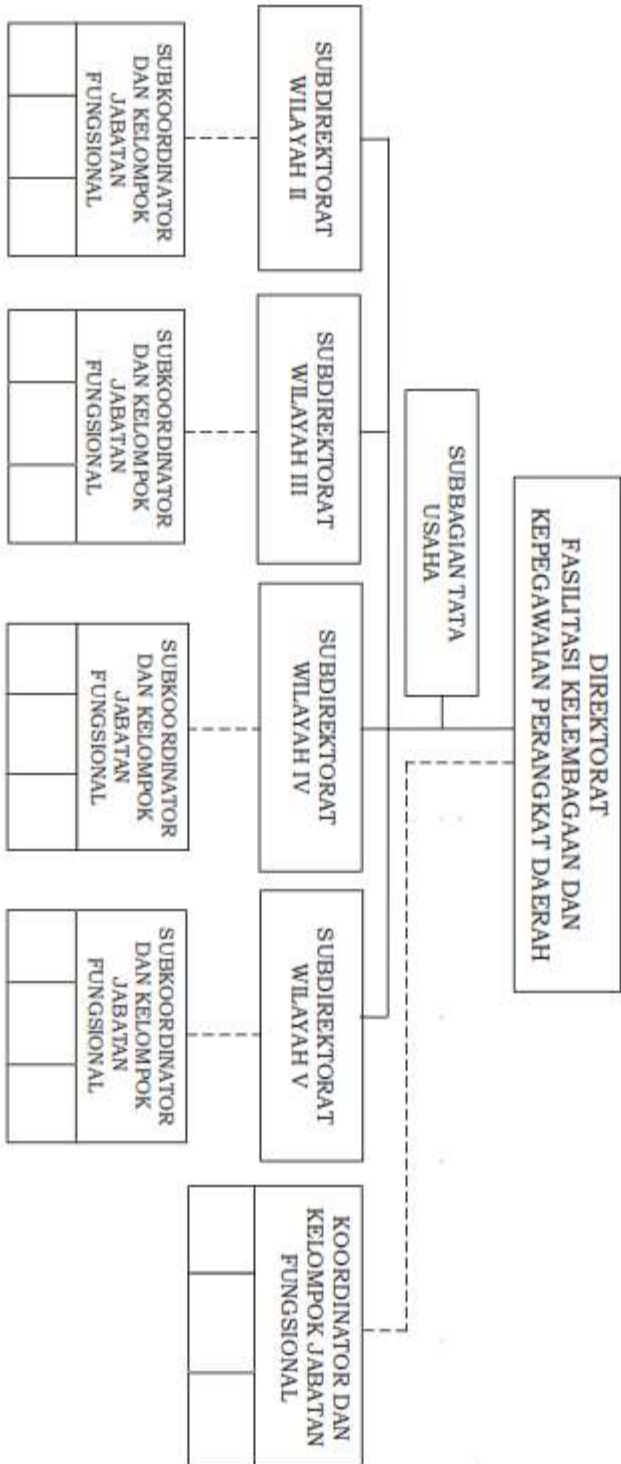 DIREKTORAT
FASILITASI KELEMBAGAAN DAN
KEPEGAWAIAN PERANGKAT DAERAH
SUBBAGIAN TATA
USAHA
SUBDIREKTORAT
WILAYAH II
SUBDIREKTORAT
WILAYAH III
SUBDIREKTORAT
WILAYAH IV
SUBDIREKTORAT
WILAYAH V
KOORDINATOR DAN
KELOMPOK JABATAN
FUNGSIONAL
SUBKOORDINATOR
DAN KELOMPOK
JABATAN
FUNGSIONAL
SUBKOORDINATOR
DAN KELOMPOK
JABATAN
FUNGSIONAL
SUBKOORDINATOR
DAN KELOMPOK
JABATAN
FUNGSIONAL
SUBKOORDINATOR
DAN KELOMPOK
JABATAN
FUNGSIONAL